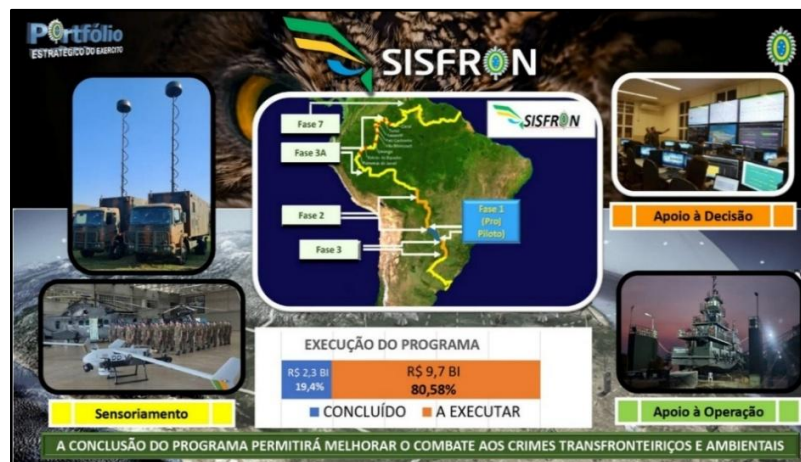 Portfólio
ESTRATÉGICO DO EXÉRCITO
SISFRON
SISFRON
Fase 7
Fase 3A
Fase 2
Fase 3
Fase 1
(Proj
Piloto)
Apoio à Decisão
Sensoriamento
EXECUÇÃO DO PROGRAMA
R$ 2,3 BI
19,4%
R$ 9,7 BI
80,58%
CONCLUÍDO
A EXECUTAR
Apoio à Operação
A CONCLUSÃO DO PROGRAMA PERMITIRÁ MELHORAR O COMBATE AOS CRIMES TRANSFRONTEIRIÇOS E AMBIENTAIS